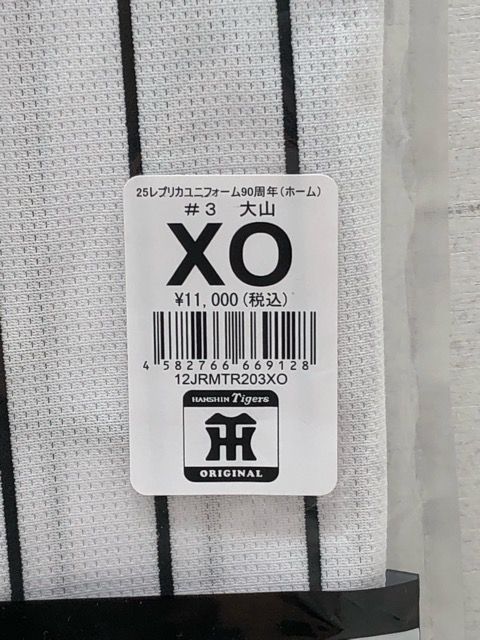 25レプリカユニフォーム90周年(ホーム)
#3 大山
XO
¥11,000(税込)
4 582766 669128
12JRMTR203XO
HANSHIN Tigers
TH
ORIGINAL